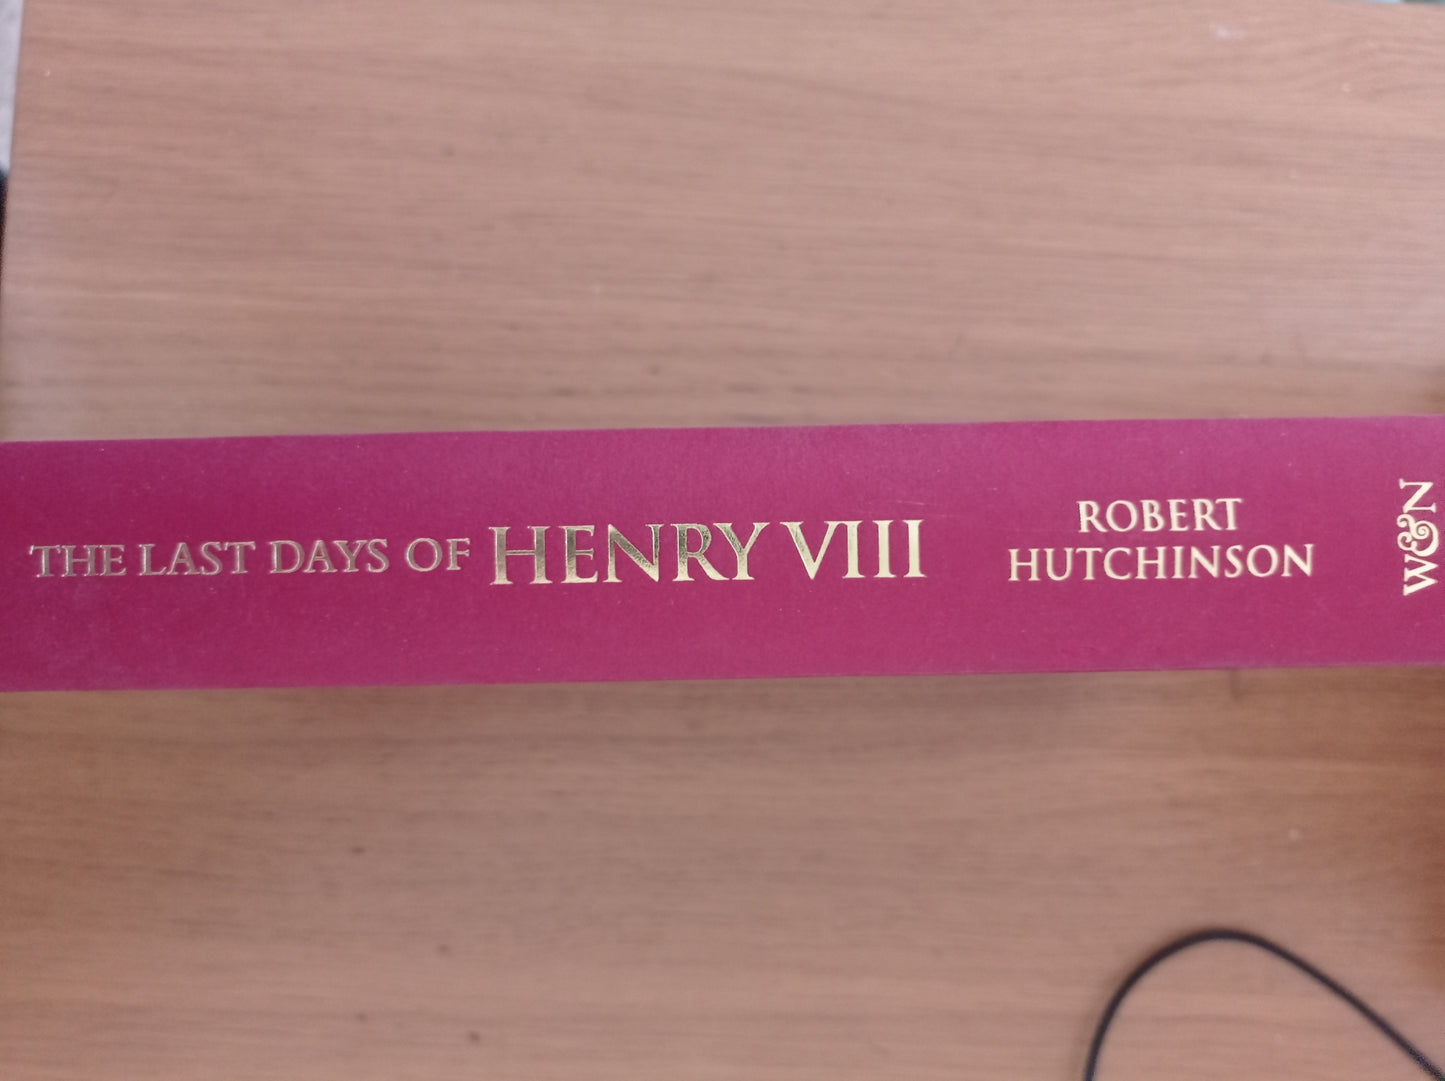 THE LAST DAYS OF HENRY VIII
ROBERT
HUTCHINSON
W&N